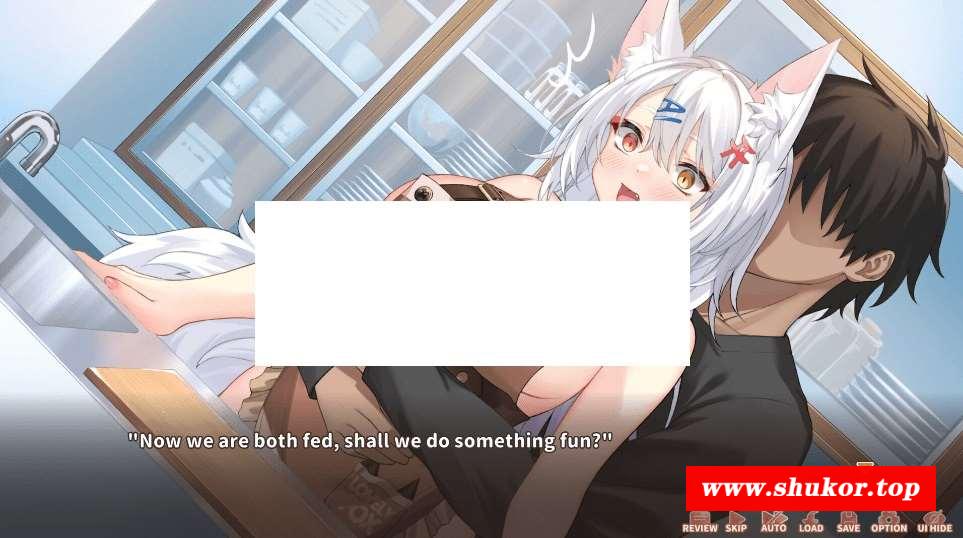 "Now we are both fed, shall we do something fun?"
www.shukor.top
REVIEW SKIP AUTO LOAD SAVE OPTION UI HIDE